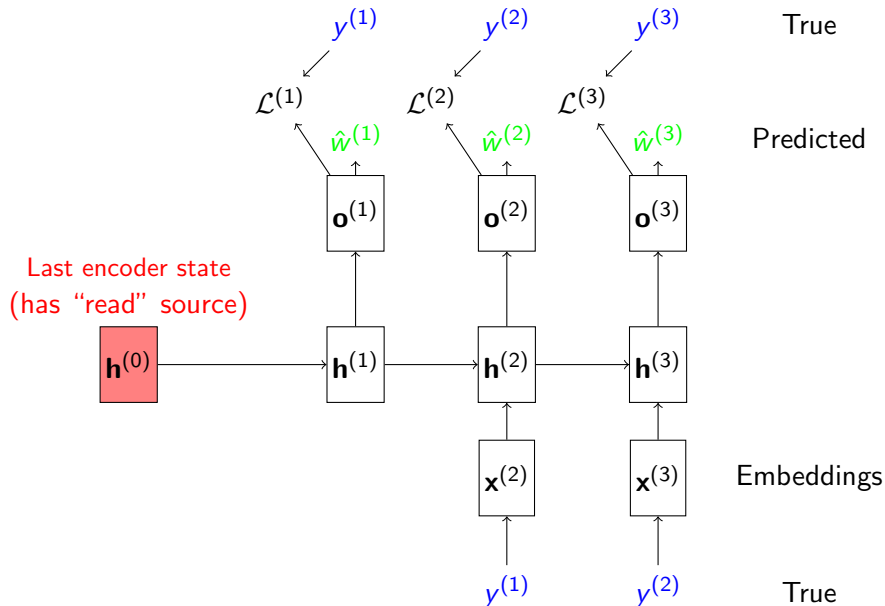 y^(1) y^(2) y^(3) True
ℒ^(1) ℒ^(2) ℒ^(3)
ŵ^(1) ŵ^(2) ŵ^(3) Predicted
o^(1) o^(2) o^(3)
Last encoder state
(has “read” source)
h^(0) h^(1) h^(2) h^(3)
x^(2) x^(3) Embeddings
y^(1) y^(2) True